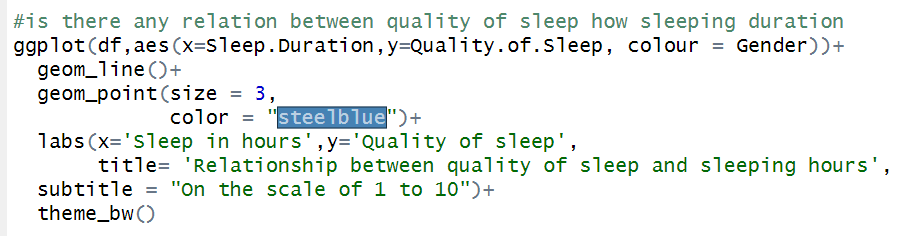 #is there any relation between quality of sleep how sleeping duration
ggplot(df,aes(x=Sleep.Duration,y=Quality.of.Sleep, colour = Gender))+
  geom_line()+
  geom_point(size = 3,
             color = "steelblue")+
  labs(x='Sleep in hours',y='Quality of sleep',
       title= 'Relationship between quality of sleep and sleeping hours',
  subtitle = "On the scale of 1 to 10")+
  theme_bw()